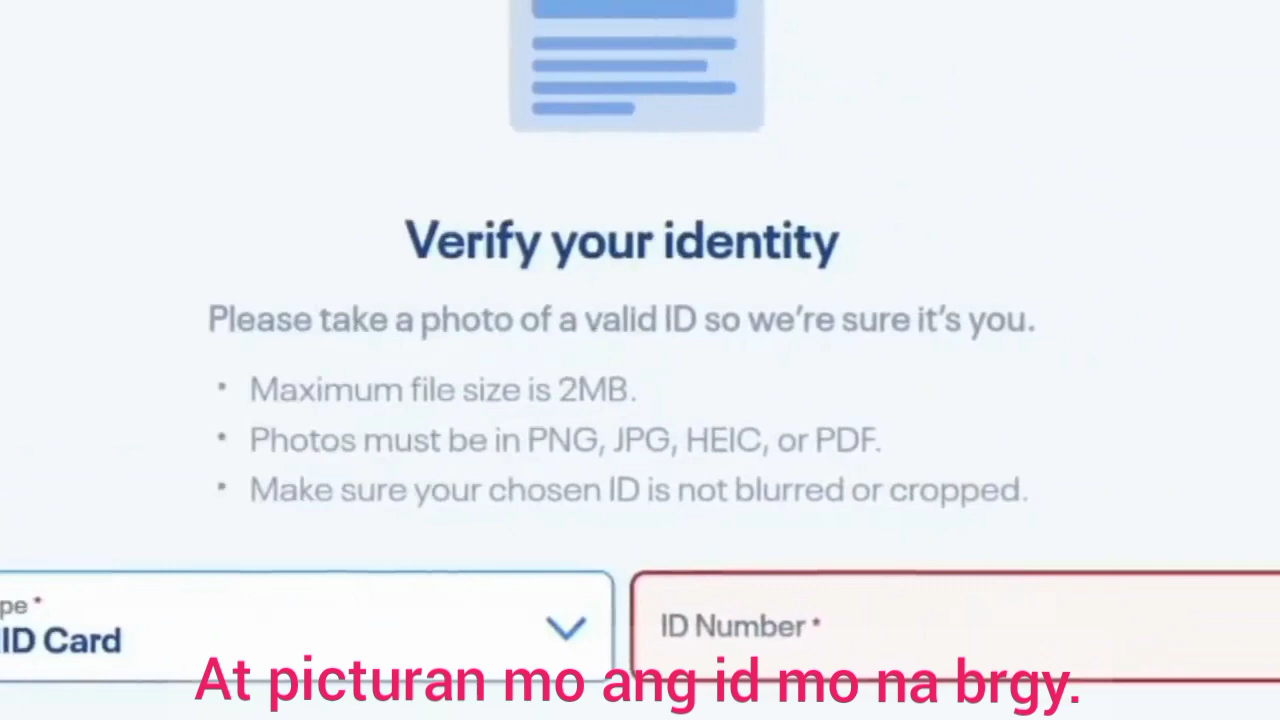 Verify your identity
Please take a photo of a valid ID so we're sure it's you.
• Maximum file size is 2MB.
• Photos must be in PNG, JPG, HEIC, or PDF.
• Make sure your chosen ID is not blurred or cropped.
pe *
ID Card
ID Number *
At picturan mo ang id mo na brgy.